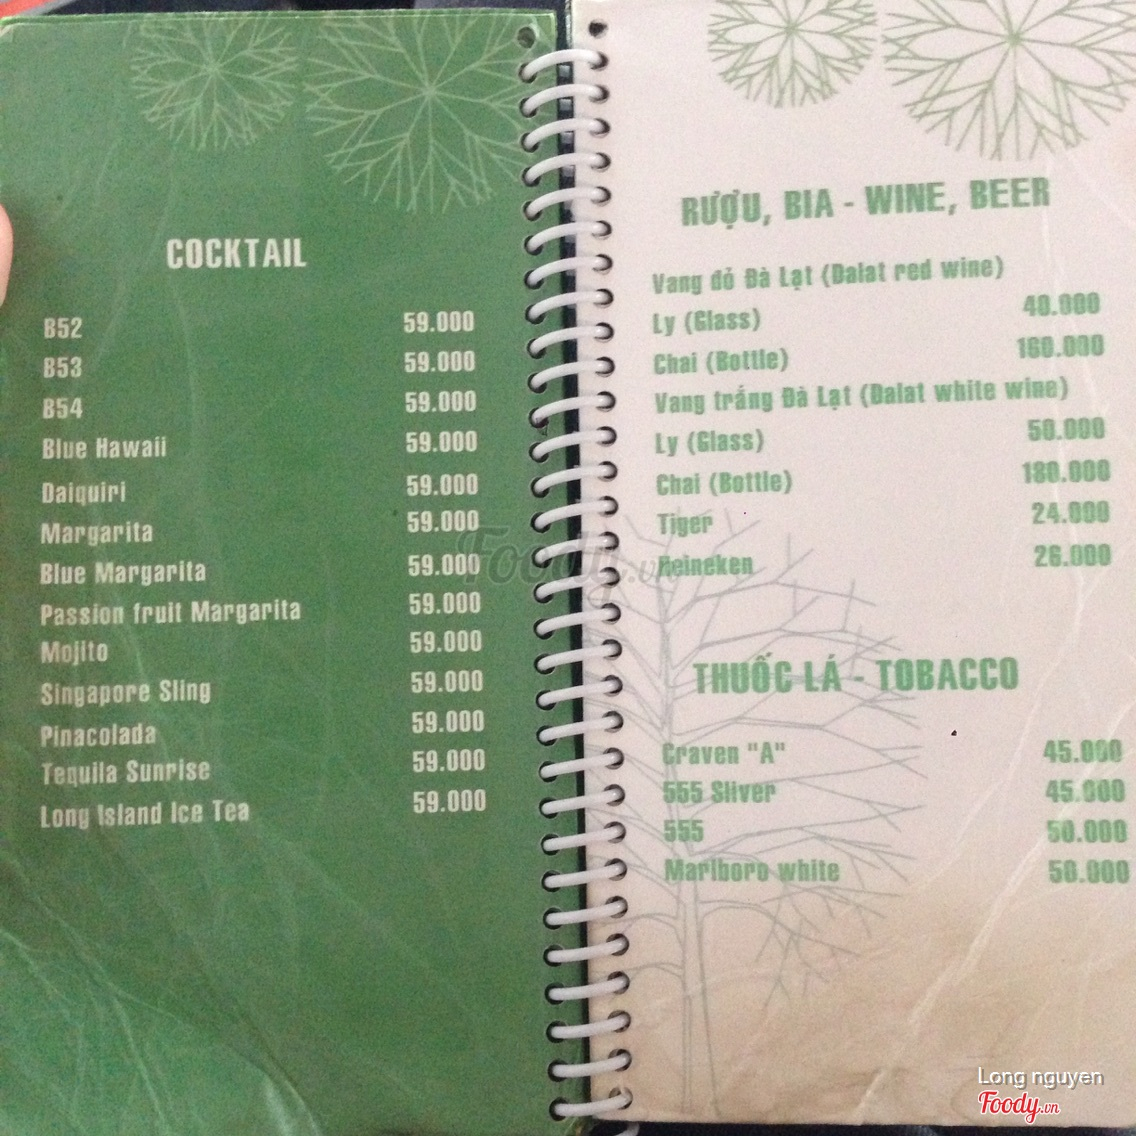 COCKTAIL
B52 59.000
B53 59.000
B54 59.000
Blue Hawaii 59.000
Daiquiri 59.000
Margarita 59.000
Blue Margarita 59.000
Passion fruit Margarita 59.000
Mojito 59.000
Singapore Sling 59.000
Pinacolada 59.000
Tequila Sunrise 59.000
Long Island Ice Tea 59.000
RƯỢU, BIA - WINE, BEER
Vang đỏ Đà Lạt (Dalat red wine)
Ly (Glass) 40.000
Chai (Bottle) 160.000
Vang trắng Đà Lạt (Dalat white wine)
Ly (Glass) 50.000
Chai (Bottle) 180.000
Tiger 24.000
Heineken 26.000
THUỐC LÁ - TOBACCO
Craven "A" 45.000
555 Sliver 45.000
555 50.000
Marlboro white 50.000
Foody.vn
Long nguyen
Foody.vn